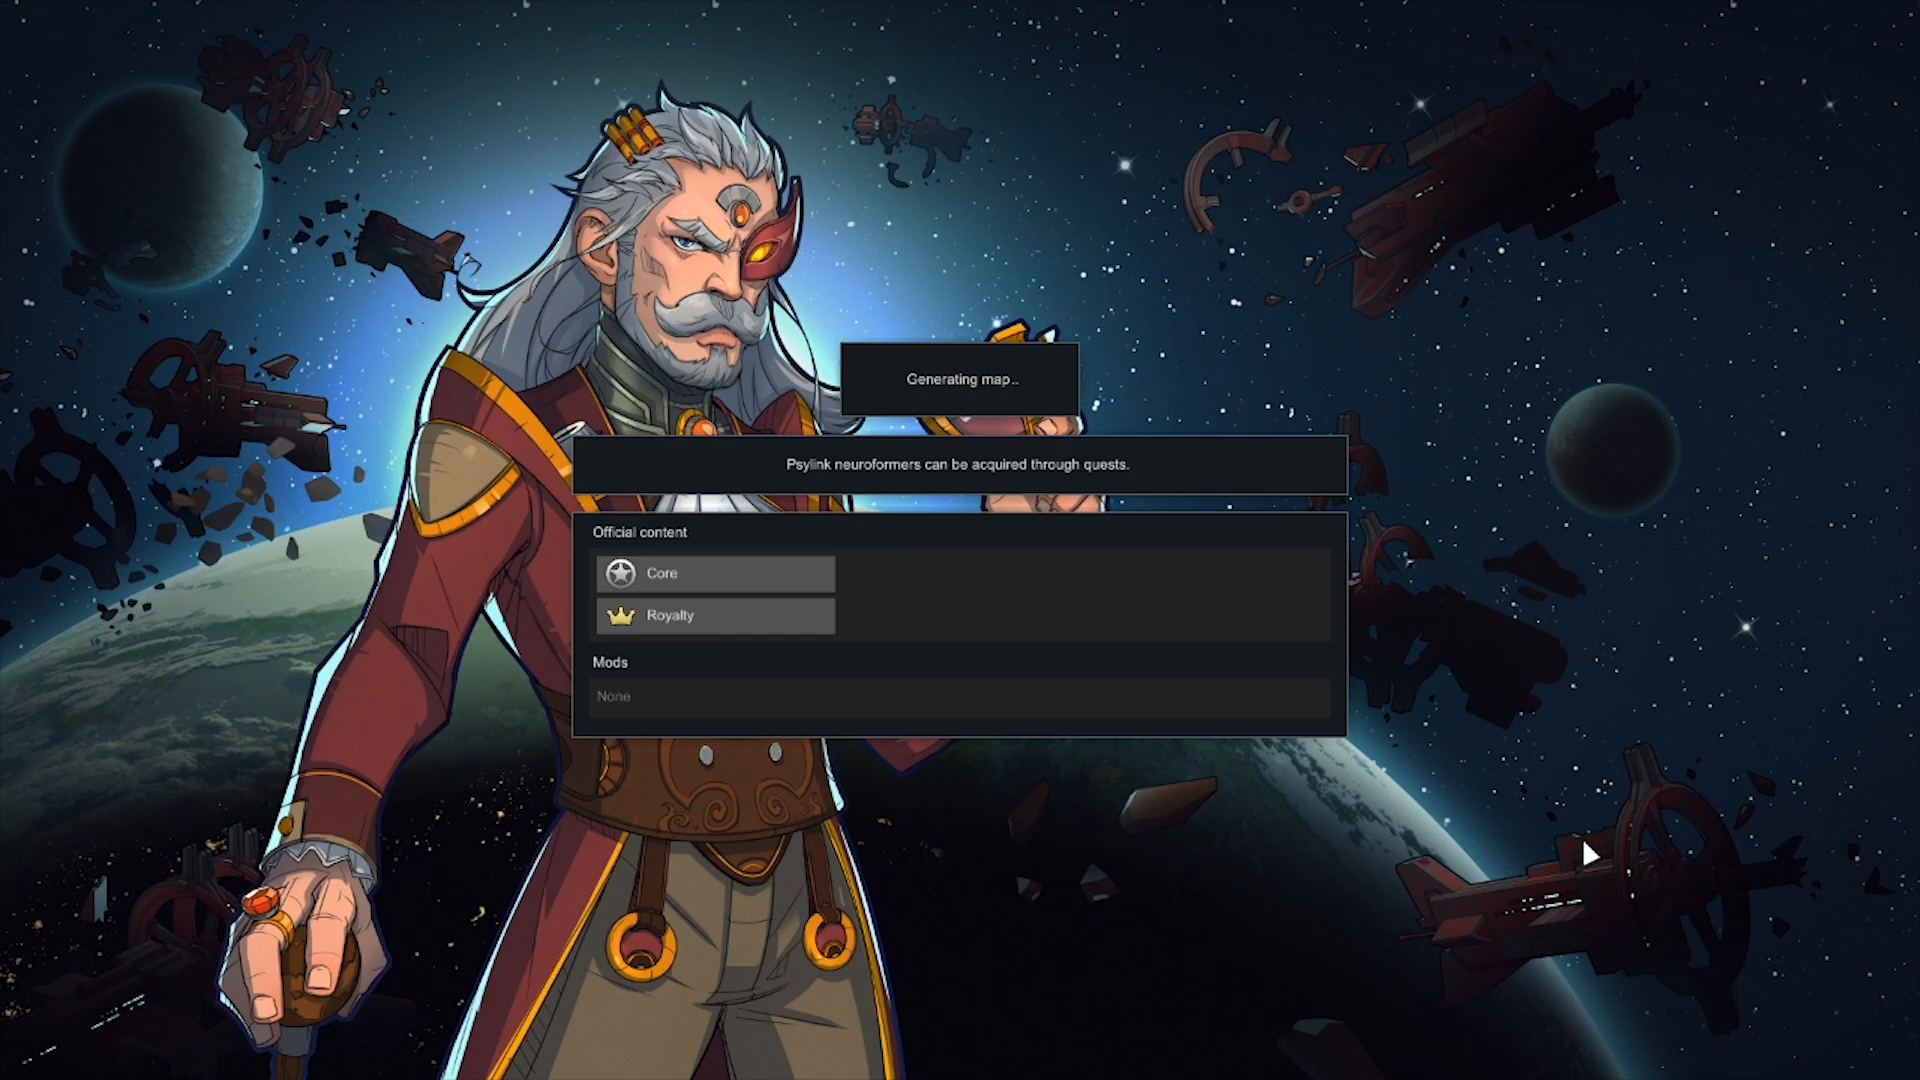 Generating map..
Psylink neuroformers can be acquired through quests.
Official content
Core
Royalty
Mods
None